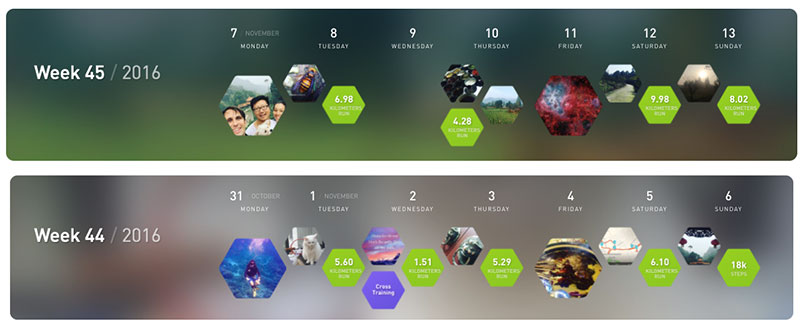 7 / NOVEMBER
MONDAY
8
TUESDAY
9
WEDNESDAY
10
THURSDAY
11
FRIDAY
12
SATURDAY
13
SUNDAY
Week 45 / 2016
6.98
KILOMETERS
RUN
4.28
KILOMETERS
RUN
9.98
KILOMETERS
RUN
8.02
KILOMETERS
RUN
31 / OCTOBER
MONDAY
1 / NOVEMBER
TUESDAY
2
WEDNESDAY
3
THURSDAY
4
FRIDAY
5
SATURDAY
6
SUNDAY
Week 44 / 2016
5.60
KILOMETERS
RUN
Cross
Training
1.51
KILOMETERS
RUN
5.29
KILOMETERS
RUN
6.10
KILOMETERS
RUN
18k
STEPS